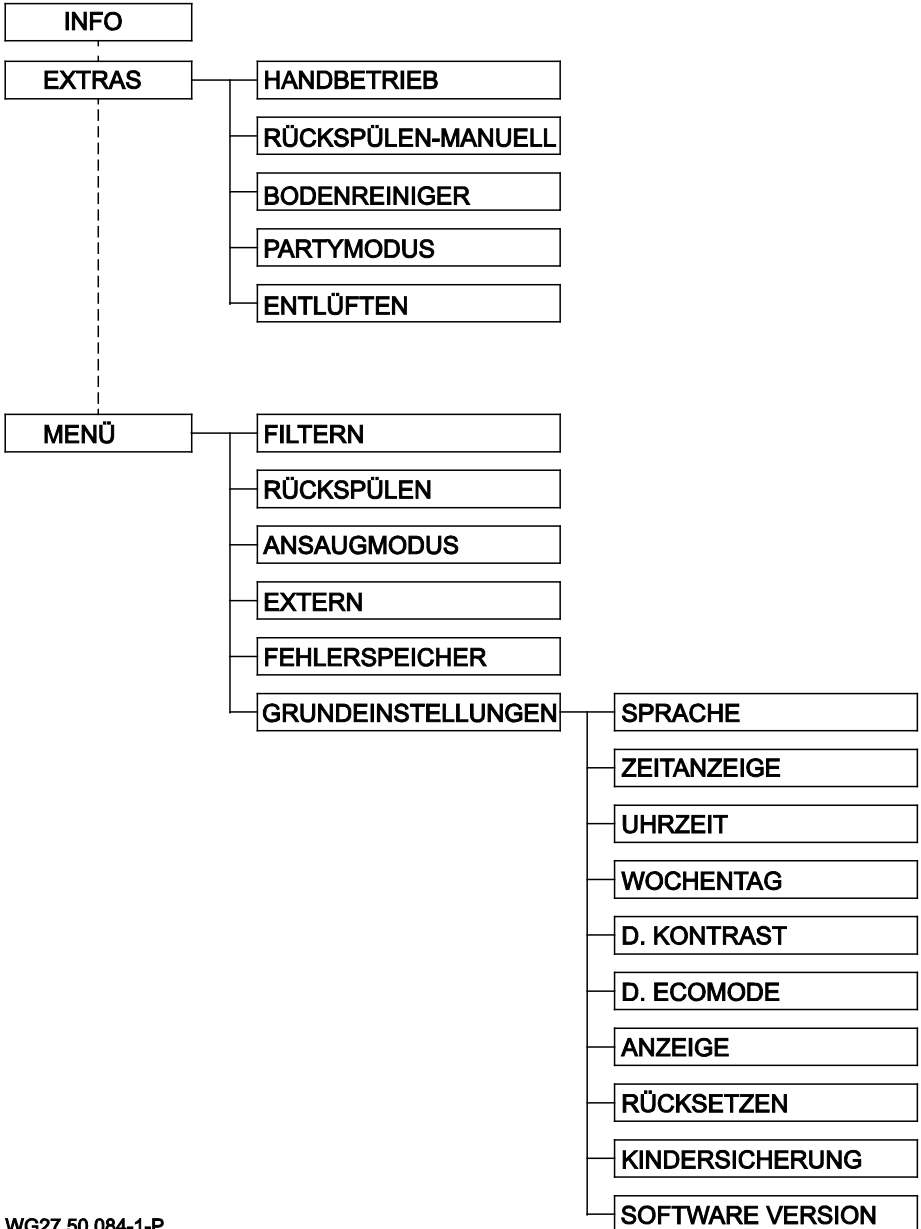 INFO
EXTRAS
HANDBETRIEB
RÜCKSPÜLEN-MANUELL
BODENREINIGER
PARTYMODUS
ENTLÜFTEN
MENÜ
FILTERN
RÜCKSPÜLEN
ANSAUGMODUS
EXTERN
FEHLERSPEICHER
GRUNDEINSTELLUNGEN
SPRACHE
ZEITANZEIGE
UHRZEIT
WOCHENTAG
D. KONTRAST
D. ECOMODE
ANZEIGE
RÜCKSETZEN
KINDERSICHERUNG
SOFTWARE VERSION
WG27.50.084-1-P